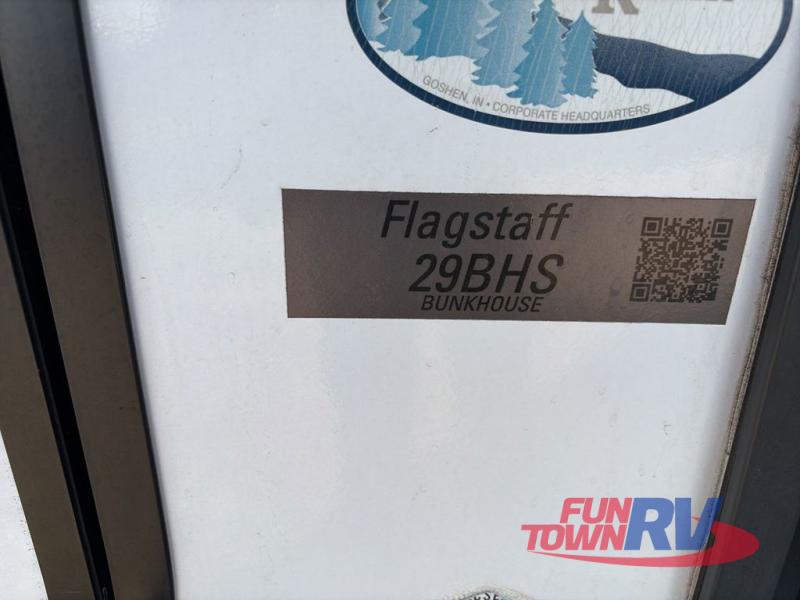 GOSHEN, IN • CORPORATE HEADQUARTERS
Flagstaff
29BHS
BUNKHOUSE
FUN
TOWN RV